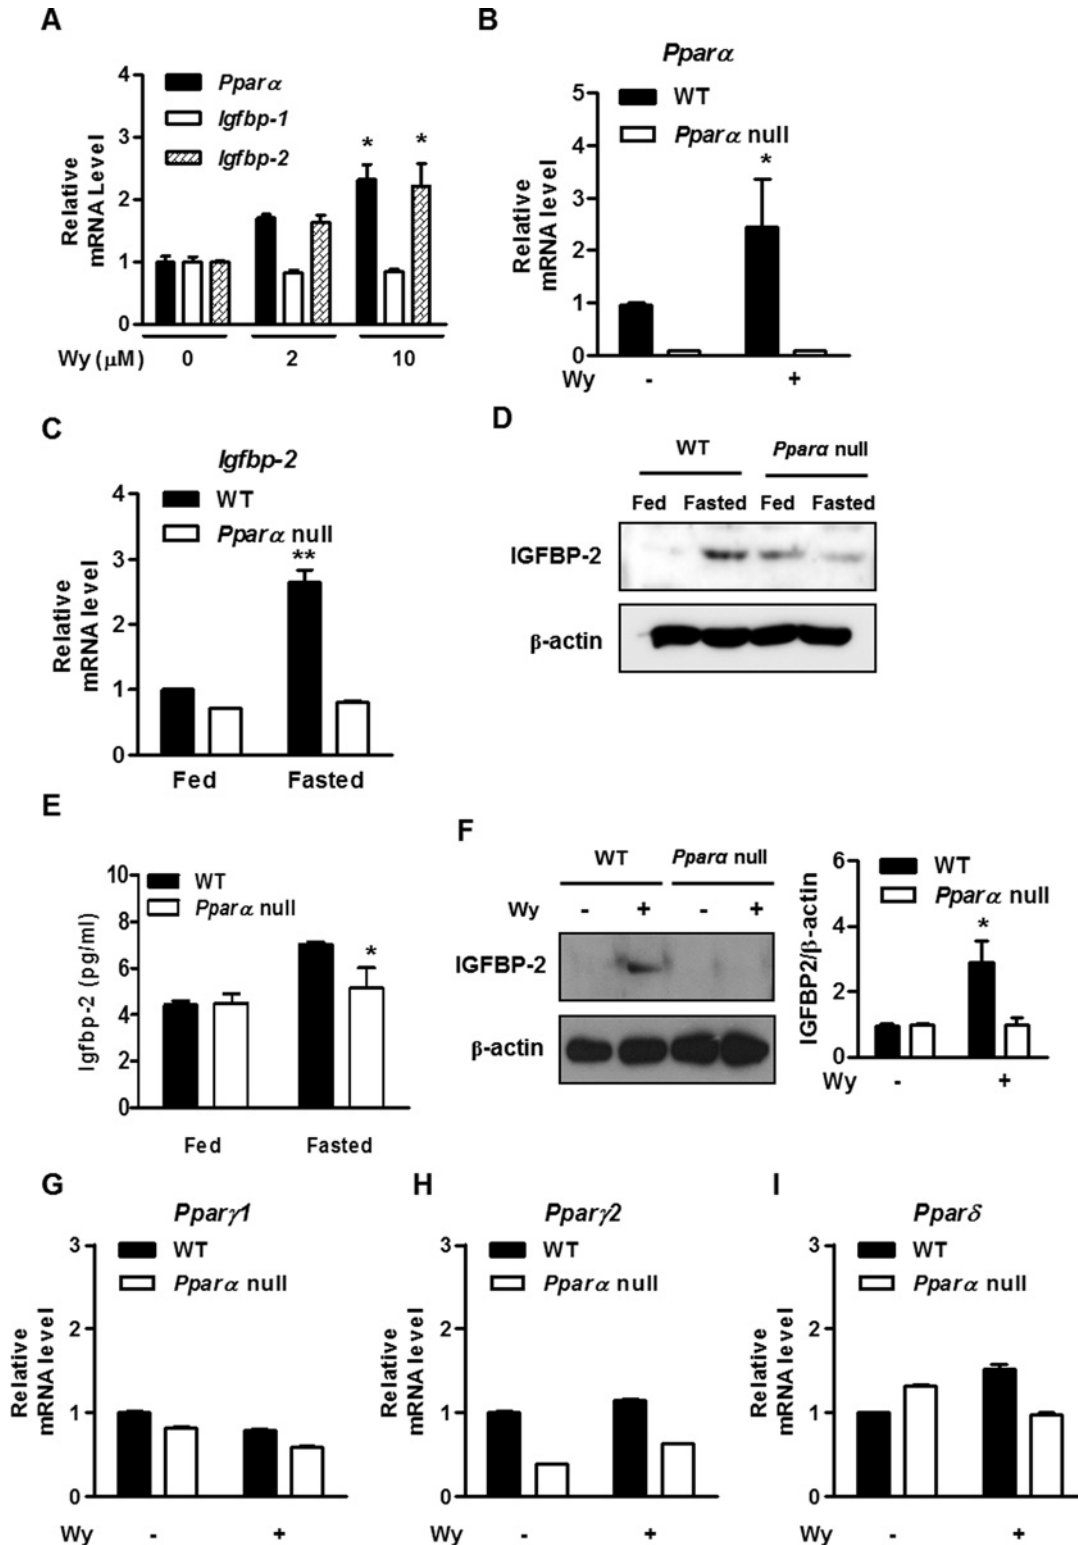 A
Pparα
Igfbp-1
Igfbp-2
Relative
mRNA Level
4
3
2
1
0
* *
Wy (μM) 0 2 10
B
Pparα
WT
Pparα null
Relative
mRNA level
5
4
3
2
1
0
*
Wy - +
C
Igfbp-2
WT
Pparα null
Relative
mRNA level
4
3
2
1
0
**
Fed Fasted
D
WT Pparα null
Fed Fasted Fed Fasted
IGFBP-2
β-actin
E
WT
Pparα null
Igfbp-2 (pg/ml)
10
8
6
4
2
0
*
Fed Fasted
F
WT Pparα null
Wy - + - +
IGFBP-2
β-actin
WT
Pparα null
IGFBP2/β-actin
6
4
2
0
*
Wy - +
G
Pparγ1
WT
Pparα null
Relative
mRNA level
3
2
1
0
Wy - +
H
Pparγ2
WT
Pparα null
Relative
mRNA level
3
2
1
0
Wy - +
I
Pparδ
WT
Pparα null
Relative
mRNA level
3
2
1
0
Wy - +